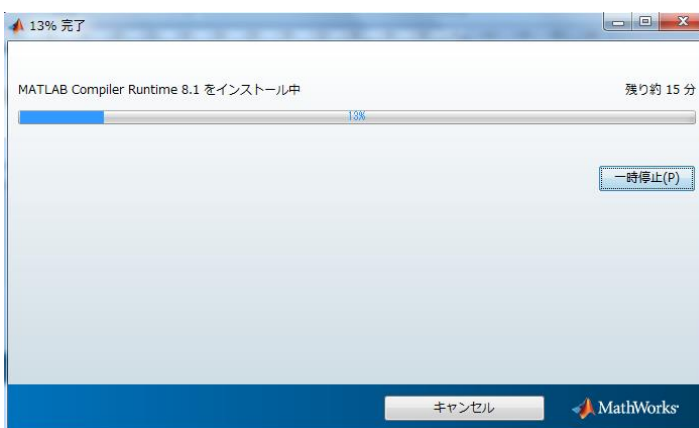 13% 完了
MATLAB Compiler Runtime 8.1 をインストール中 残り約 15 分
13%
一時停止(P)
キャンセル
MathWorks